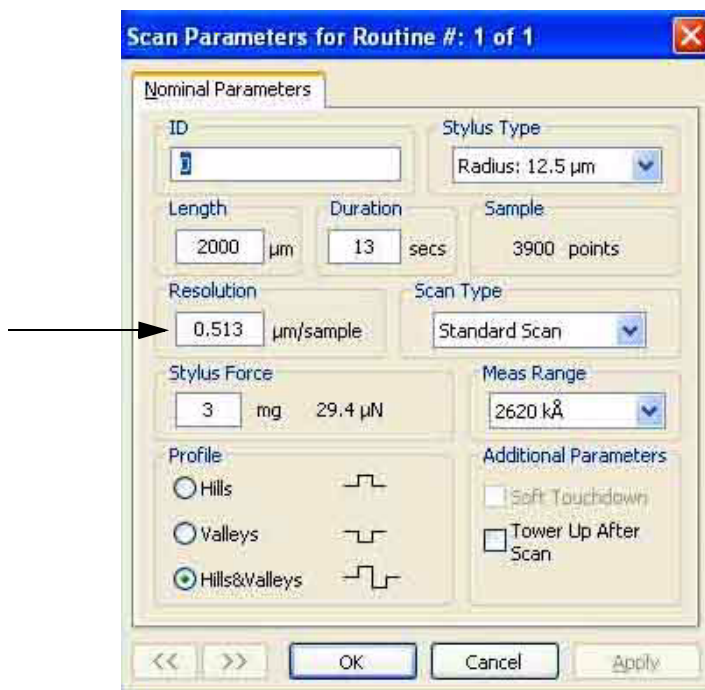 Scan Parameters for Routine #: 1 of 1
Nominal Parameters
ID
Stylus Type
Radius: 12.5 µm
Length
Duration
Sample
2000 µm
13 secs
3900 points
Resolution
Scan Type
0.513 µm/sample
Standard Scan
Stylus Force
Meas Range
3 mg 29.4 µN
2620 kÅ
Profile
Additional Parameters
Hills
Soft Touchdown
Valleys
Tower Up After
Scan
Hills&Valleys
<< >> OK Cancel Apply